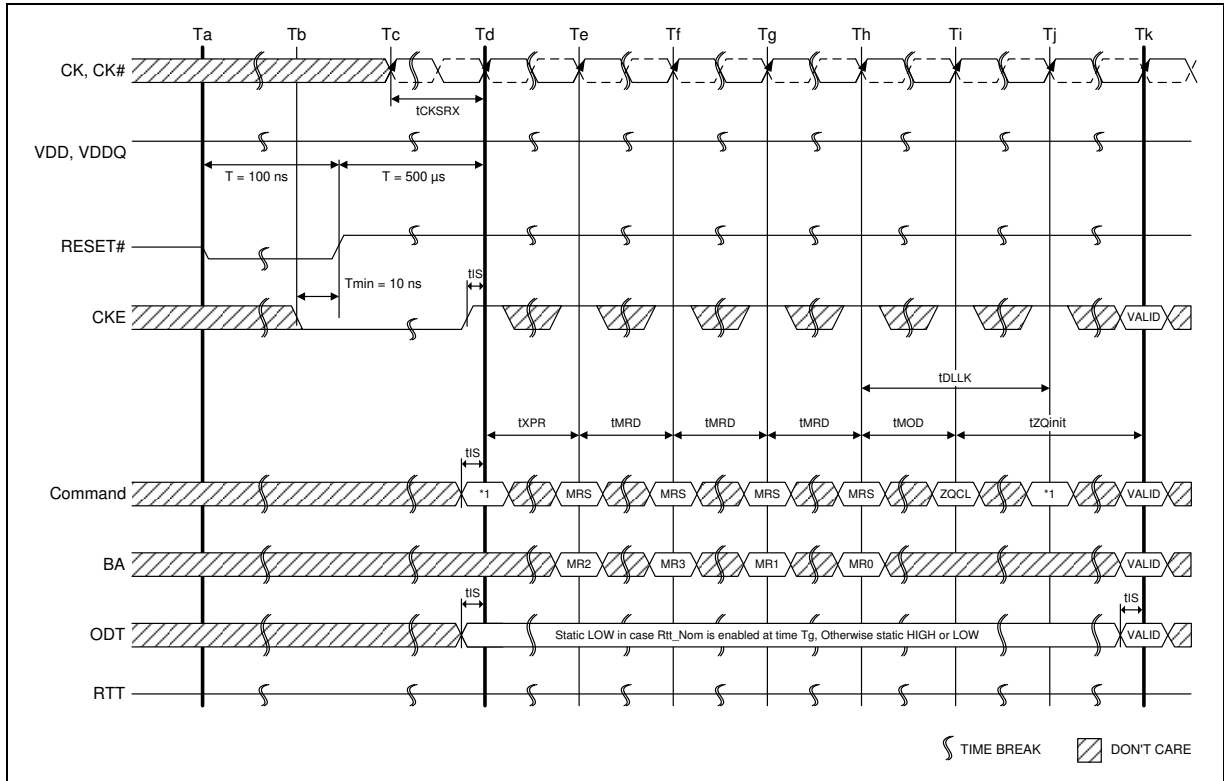 Ta Tb Tc Td Te Tf Tg Th Ti Tj Tk
CK, CK#
tCKSRX
VDD, VDDQ
T = 100 ns T = 500 µs
RESET#
Tmin = 10 ns tIS
CKE VALID
tDLLK
tXPR tMRD tMRD tMRD tMOD tZQinit
tIS
Command *1 MRS MRS MRS MRS ZQCL *1 VALID
BA MR2 MR3 MR1 MR0 VALID
tIS tIS
ODT Static LOW in case Rtt_Nom is enabled at time Tg, Otherwise static HIGH or LOW VALID
RTT
TIME BREAK DON'T CARE